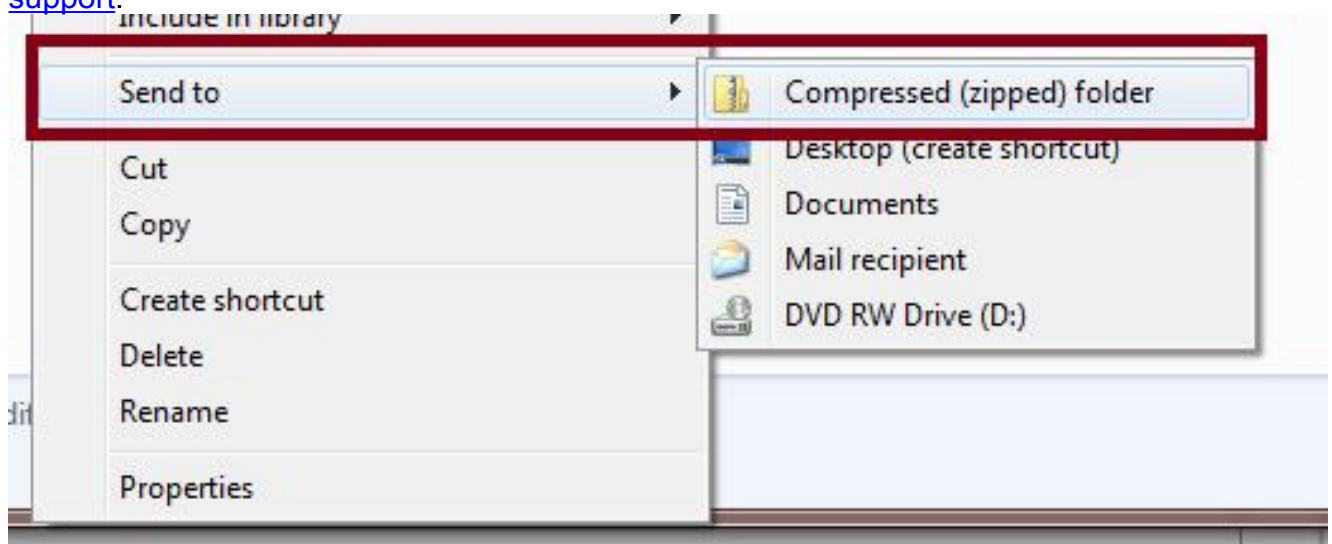 support.
Include in library
Send to
Compressed (zipped) folder
Desktop (create shortcut)
Cut
Documents
Copy
Mail recipient
Create shortcut
DVD RW Drive (D:)
Delete
Rename
Properties